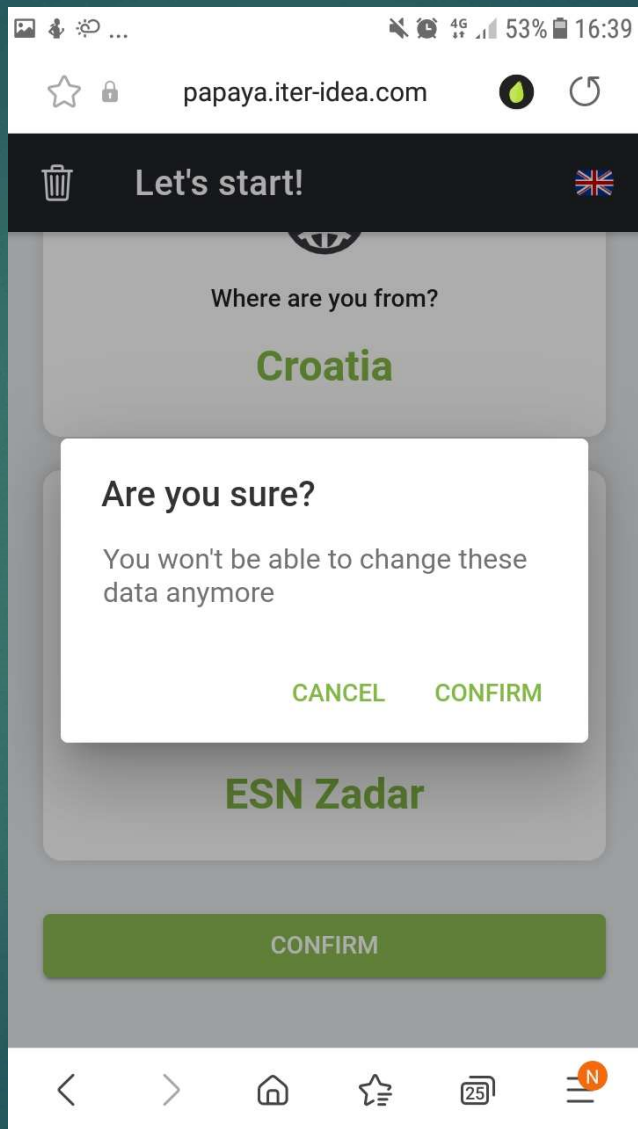 ... 4G 53% 16:39
papaya.iter-idea.com
Let's start!
Where are you from?
Croatia
Are you sure?
You won't be able to change these
data anymore
CANCEL CONFIRM
ESN Zadar
CONFIRM
25 N